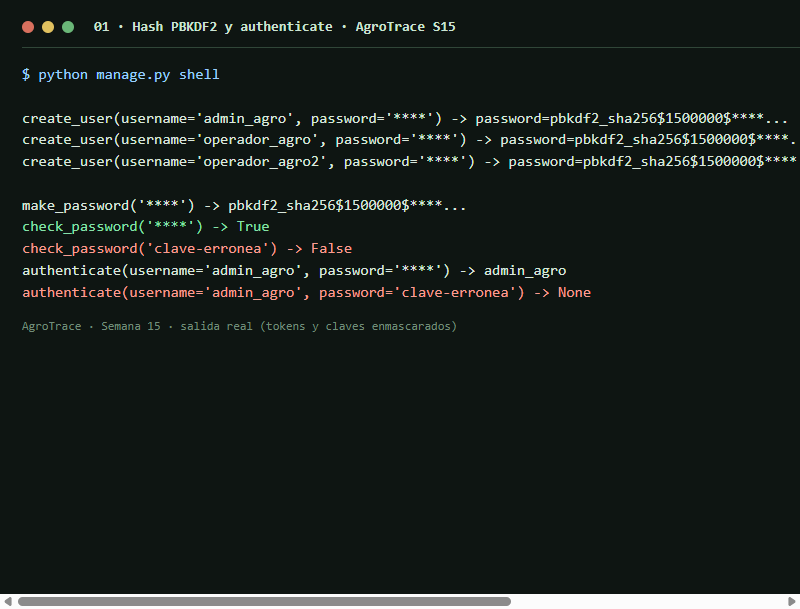 01 · Hash PBKDF2 y authenticate · AgroTrace S15
$ python manage.py shell
create_user(username='admin_agro', password='****') -> password=pbkdf2_sha256$1500000$****...
create_user(username='operador_agro', password='****') -> password=pbkdf2_sha256$1500000$****.
create_user(username='operador_agro2', password='****') -> password=pbkdf2_sha256$1500000$****
make_password('****') -> pbkdf2_sha256$1500000$****...
check_password('****') -> True
check_password('clave-erronea') -> False
authenticate(username='admin_agro', password='****') -> admin_agro
authenticate(username='admin_agro', password='clave-erronea') -> None
AgroTrace · Semana 15 · salida real (tokens y claves enmascarados)